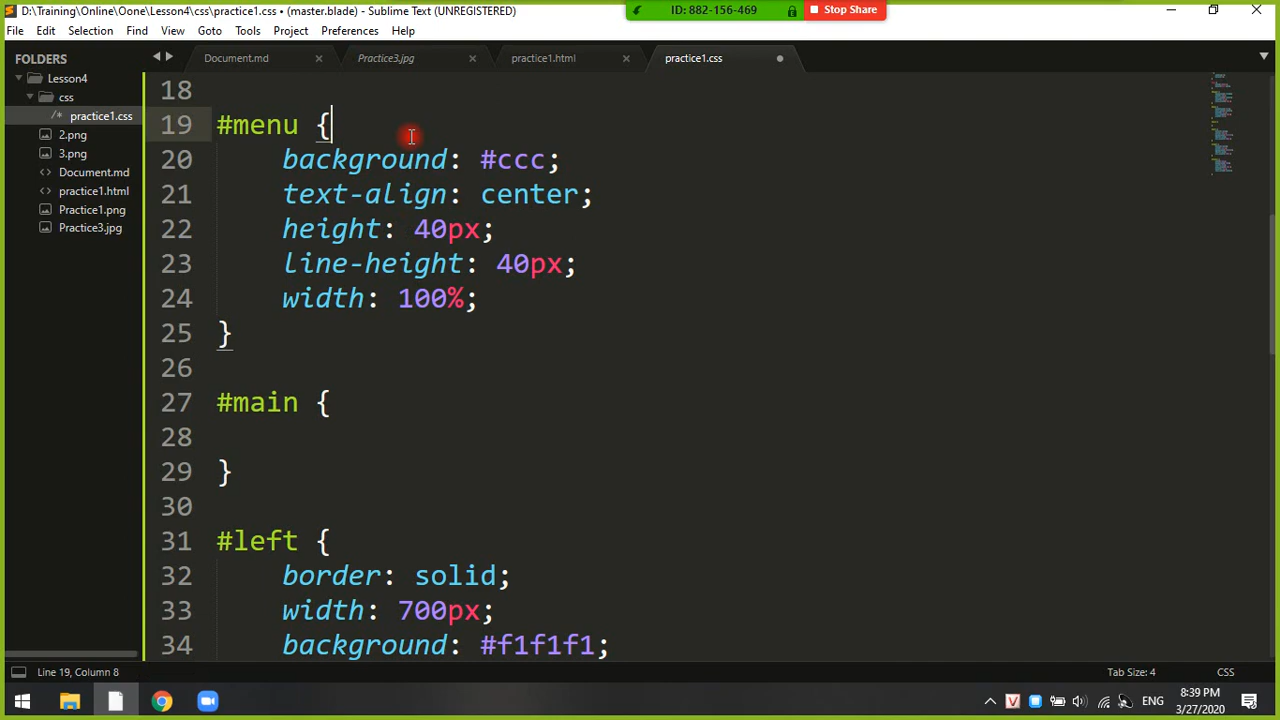 D:\Training\Online\Oone\Lesson4\css\practice1.css • (master.blade) - Sublime Text (UNREGISTERED)
ID: 882-156-469
Stop Share
File Edit Selection Find View Goto Tools Project Preferences Help
FOLDERS
Lesson4
css
/* practice1.css
2.png
3.png
<> Document.md
<> practice1.html
Practice1.png
Practice3.jpg
Document.md × Practice3.jpg × practice1.html × practice1.css
18
19 #menu {
20 background: #ccc;
21 text-align: center;
22 height: 40px;
23 line-height: 40px;
24 width: 100%;
25 }
26
27 #main {
28
29 }
30
31 #left {
32 border: solid;
33 width: 700px;
34 background: #f1f1f1;
Line 19, Column 8
Tab Size: 4
CSS
V
ENG
8:39 PM
3/27/2020